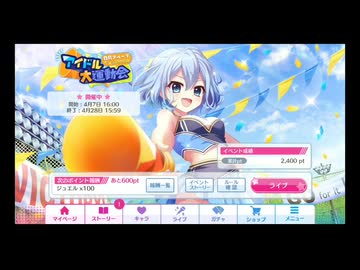 アイドル
大運動会
★ 開催中 ★
開始：4月7日 16:00
終了：4月28日 15:59
イベント成績
累計pt
2,400 pt
次のポイント報酬 あと600pt
ジュエル x100
報酬一覧
イベント
ストーリー
ルール
確認
ライブ
マイページ
ストーリー
キャラ
ライブ
ガチャ
ショップ
メニュー